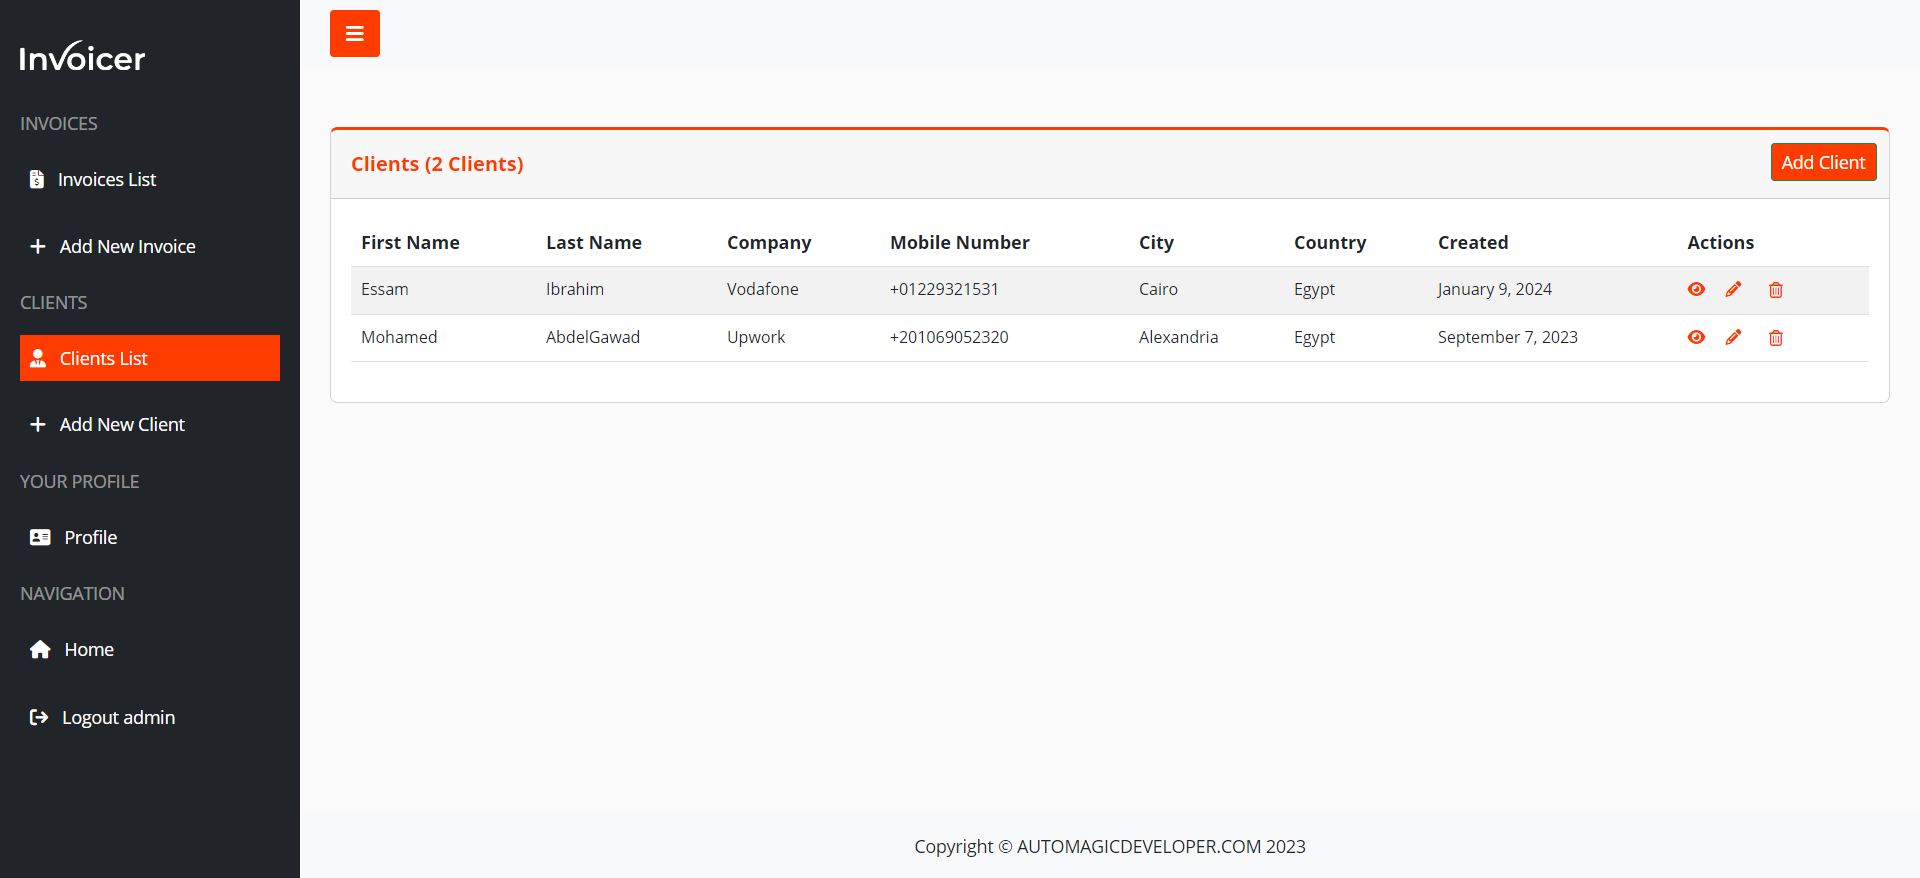 Invoicer
INVOICES
Invoices List
Add New Invoice
CLIENTS
Clients List
Add New Client
YOUR PROFILE
Profile
NAVIGATION
Home
Logout admin
Clients (2 Clients)
Add Client
First Name Last Name Company Mobile Number City Country Created Actions
Essam Ibrahim Vodafone +01229321531 Cairo Egypt January 9, 2024
Mohamed AbdelGawad Upwork +201069052320 Alexandria Egypt September 7, 2023
Copyright © AUTOMAGICDEVELOPER.COM 2023